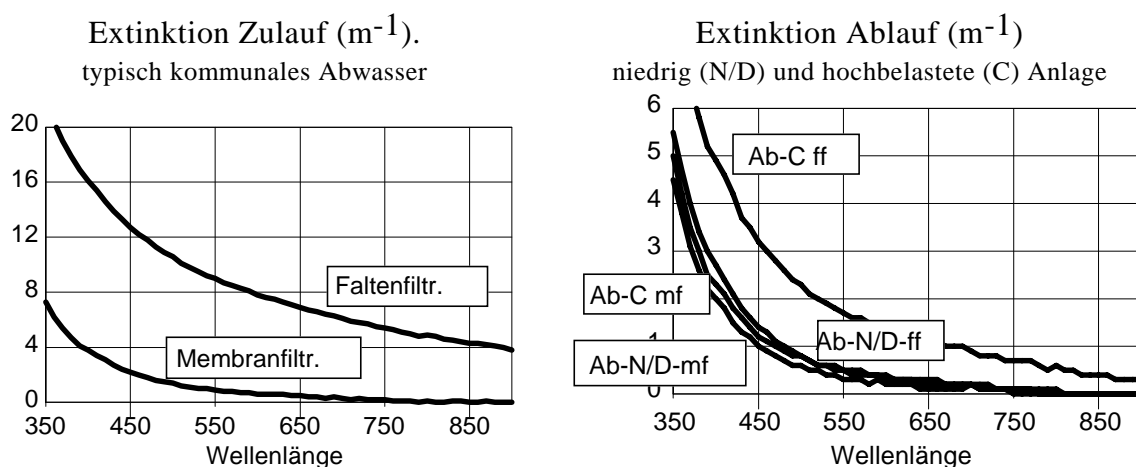 Extinktion Zulauf (m-1).
typisch kommunales Abwasser
20
16
12
8
4
0
350 450 550 650 750 850
Wellenlänge
Faltenfiltr.
Membranfiltr.
Extinktion Ablauf (m-1)
niedrig (N/D) und hochbelastete (C) Anlage
6
5
4
3
1
0
350 450 550 650 750 850
Wellenlänge
Ab-C ff
Ab-C mf
Ab-N/D-ff
Ab-N/D-mf